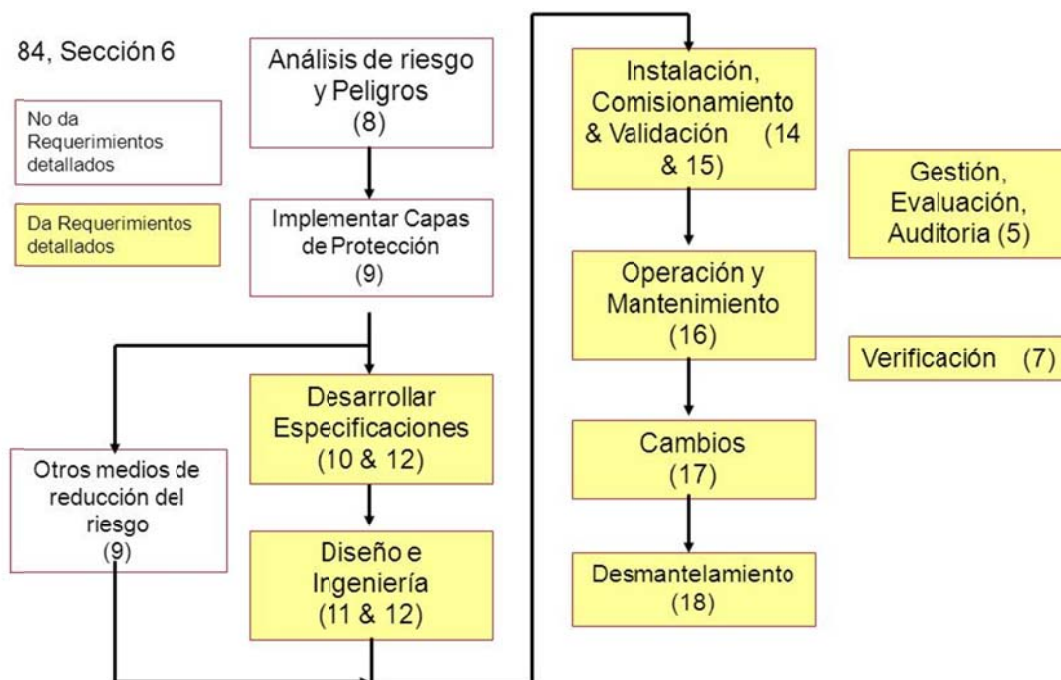 84, Sección 6
No da
Requerimientos
detallados
Da Requerimientos
detallados
Análisis de riesgo
y Peligros
(8)
Implementar Capas
de Protección
(9)
Otros medios de
reducción del
riesgo
(9)
Desarrollar
Especificaciones
(10 & 12)
Diseño e
Ingeniería
(11 & 12)
Instalación,
Comisionamiento
& Validación (14
& 15)
Operación y
Mantenimiento
(16)
Cambios
(17)
Desmantelamiento
(18)
Gestión,
Evaluación,
Auditoria (5)
Verificación (7)